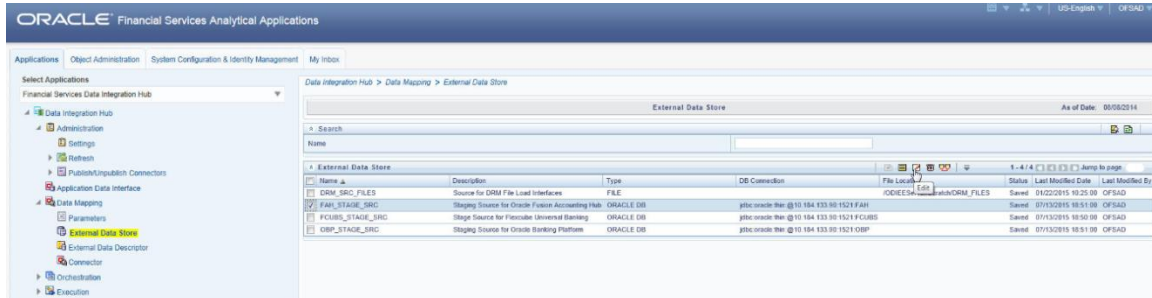 ORACLE Financial Services Analytical Applications
US-English OFSAD
Applications Object Administration System Configuration & Identity Management My Inbox
Select Applications
Financial Services Data Integration Hub
Data Integration Hub
Administration
Settings
Refresh
Publish/Unpublish Connectors
Application Data Interface
Data Mapping
Parameters
External Data Store
External Data Descriptor
Connector
Orchestration
Execution
Data Integration Hub > Data Mapping > External Data Store
External Data Store As of Date: 08/08/2014
Search
Name
External Data Store 1 - 4 / 4 Jump to page
Name Description Type DB Connection File Locat Status Last Modified Date Last Modified By
Edit
DRM_SRC_FILES Source for DRM File Load Interfaces FILE Saved 01/22/2015 10:25:00 OFSAD
FAH_STAGE_SRC Staging Source for Oracle Fusion Accounting Hub ORACLE DB jdbc:oracle:thin:@10.184.133.90:1521:FAH Saved 07/13/2015 18:51:00 OFSAD
FCUBS_STAGE_SRC Stage Source for Flexcube Universal Banking ORACLE DB jdbc:oracle:thin:@10.184.133.90:1521:FCUBS Saved 07/13/2015 18:50:00 OFSAD
OBP_STAGE_SRC Staging Source for Oracle Banking Platform ORACLE DB jdbc:oracle:thin:@10.184.133.90:1521:OBP Saved 07/13/2015 18:51:00 OFSAD